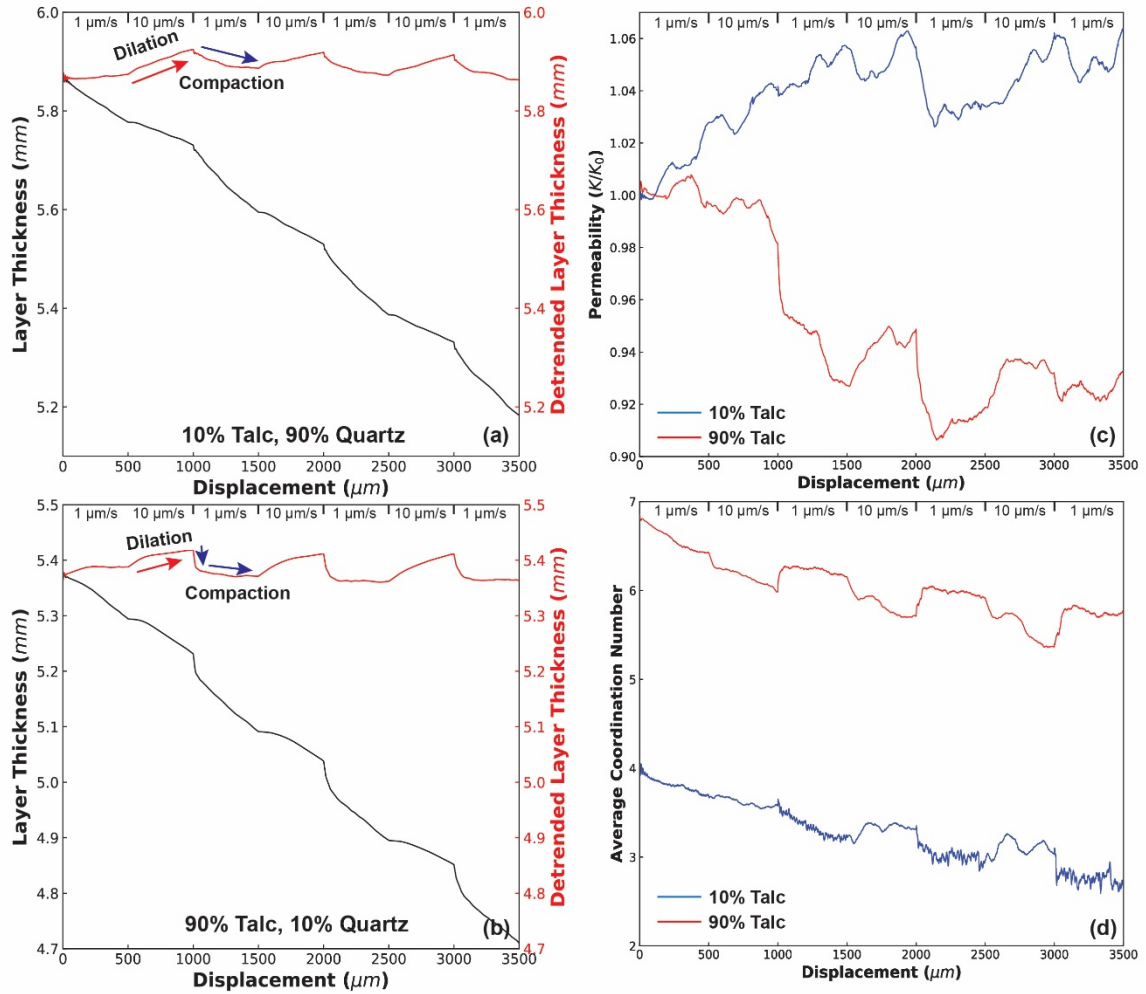 1 μm/s 10 μm/s 1 μm/s 10 μm/s 1 μm/s 10 μm/s 1 μm/s
6.0 6.0
Dilation
Compaction
5.8 5.8
5.6 5.6
5.4 5.4
5.2 5.2
Layer Thickness (mm)
Detrended Layer Thickness (mm)
10% Talc, 90% Quartz (a)
0 500 1000 1500 2000 2500 3000 3500
Displacement (μm)
1 μm/s 10 μm/s 1 μm/s 10 μm/s 1 μm/s 10 μm/s 1 μm/s
1.06
1.04
1.02
1.00
0.98
0.96
0.94
0.92
0.90
Permeability (K/K₀)
10% Talc
90% Talc
(c)
0 500 1000 1500 2000 2500 3000 3500
Displacement (μm)
1 μm/s 10 μm/s 1 μm/s 10 μm/s 1 μm/s 10 μm/s 1 μm/s
5.5 5.5
Dilation
5.4 5.4
Compaction
5.3 5.3
5.2 5.2
5.1 5.1
5.0 5.0
4.9 4.9
4.8 4.8
4.7 4.7
Layer Thickness (mm)
Detrended Layer Thickness (mm)
90% Talc, 10% Quartz (b)
0 500 1000 1500 2000 2500 3000 3500
Displacement (μm)
1 μm/s 10 μm/s 1 μm/s 10 μm/s 1 μm/s 10 μm/s 1 μm/s
7
6
5
4
3
2
Average Coordination Number
10% Talc
90% Talc
(d)
0 500 1000 1500 2000 2500 3000 3500
Displacement (μm)